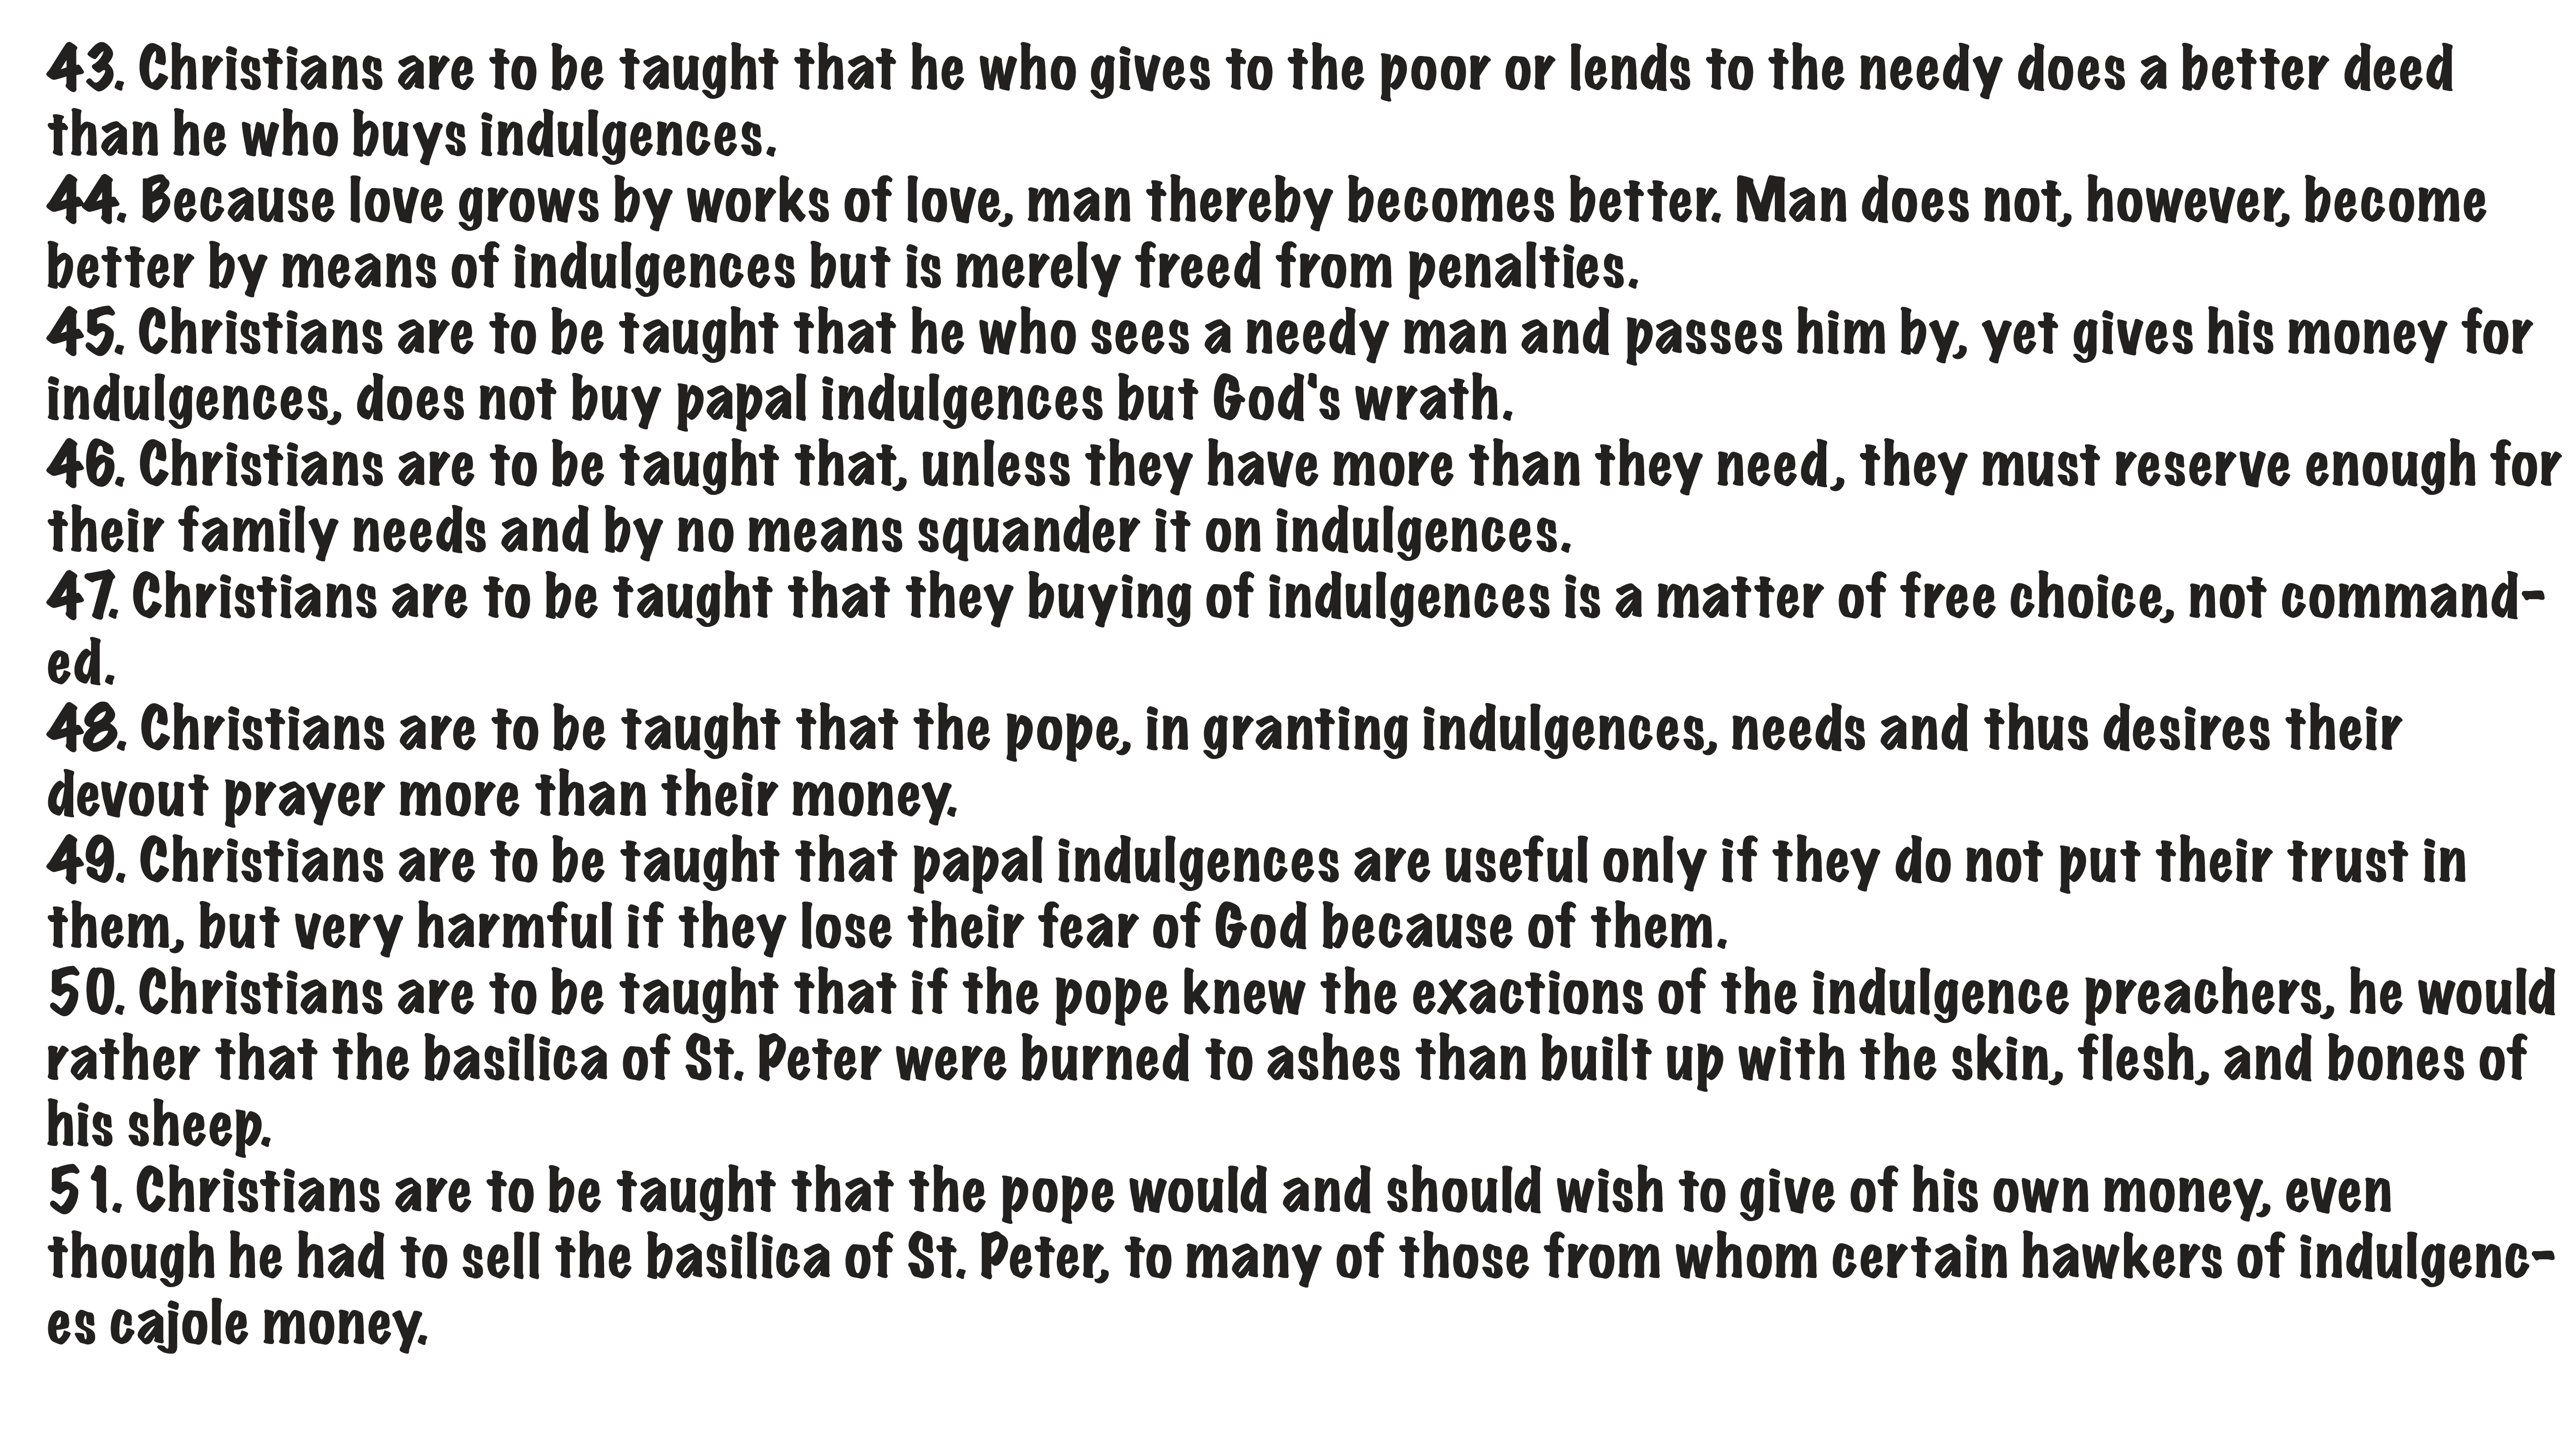 43. Christians are to be taught that he who gives to the poor or lends to the needy does a better deed
than he who buys indulgences.
44. Because love grows by works of love, man thereby becomes better. Man does not, however, become
better by means of indulgences but is merely freed from penalties.
45. Christians are to be taught that he who sees a needy man and passes him by, yet gives his money for
indulgences, does not buy papal indulgences but God's wrath.
46. Christians are to be taught that, unless they have more than they need, they must reserve enough for
their family needs and by no means squander it on indulgences.
47. Christians are to be taught that they buying of indulgences is a matter of free choice, not command-
ed.
48. Christians are to be taught that the pope, in granting indulgences, needs and thus desires their
devout prayer more than their money.
49. Christians are to be taught that papal indulgences are useful only if they do not put their trust in
them, but very harmful if they lose their fear of God because of them.
50. Christians are to be taught that if the pope knew the exactions of the indulgence preachers, he would
rather that the basilica of St. Peter were burned to ashes than built up with the skin, flesh, and bones of
his sheep.
51. Christians are to be taught that the pope would and should wish to give of his own money, even
though he had to sell the basilica of St. Peter, to many of those from whom certain hawkers of indulgenc-
es cajole money.